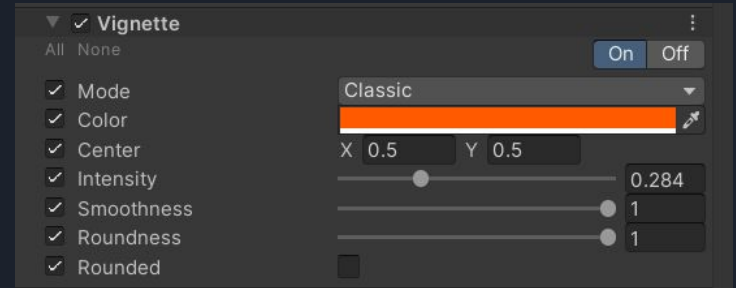 Vignette
All None On Off
Mode Classic
Color
Center X 0.5 Y 0.5
Intensity 0.284
Smoothness 1
Roundness 1
Rounded